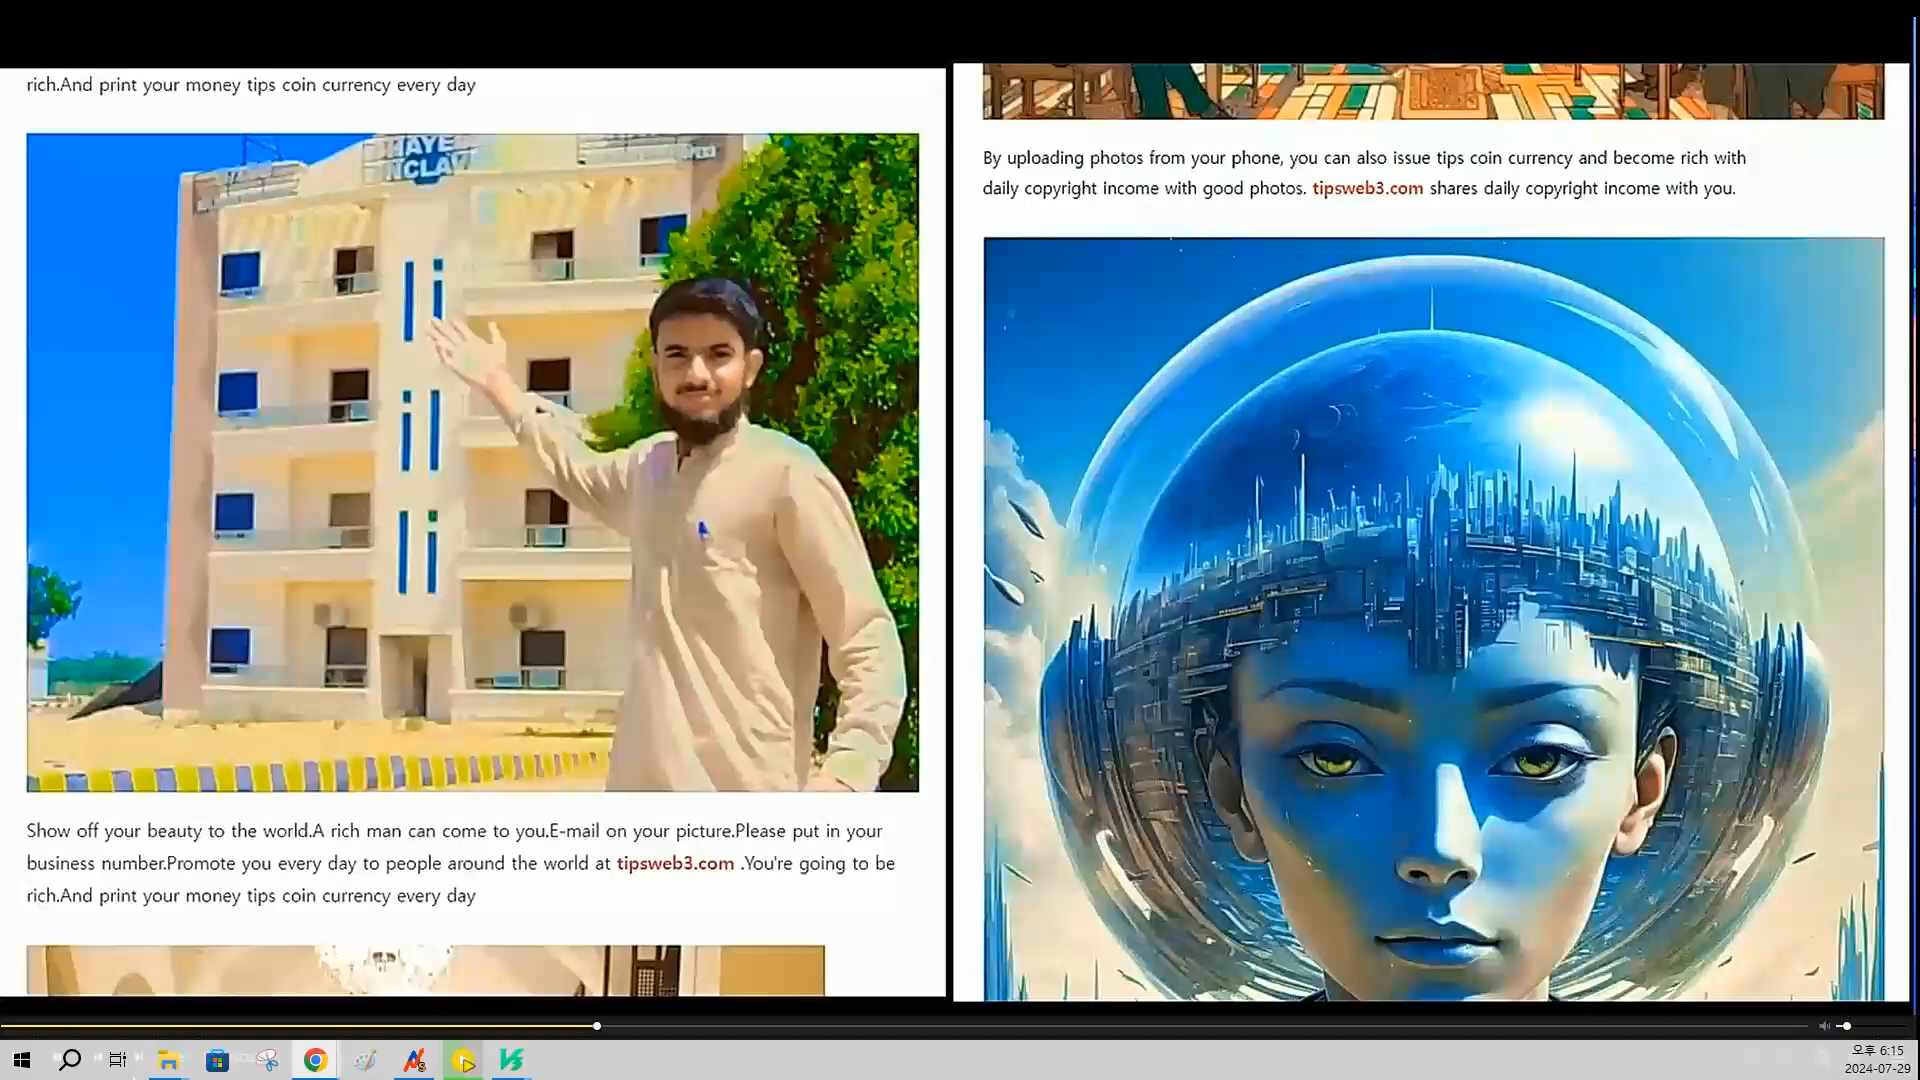 rich.And print your money tips coin currency every day
HAYE
NCLAV
Show off your beauty to the world.A rich man can come to you.E-mail on your picture.Please put in your
business number.Promote you every day to people around the world at tipsweb3.com .You're going to be
rich.And print your money tips coin currency every day
By uploading photos from your phone, you can also issue tips coin currency and become rich with
daily copyright income with good photos. tipsweb3.com shares daily copyright income with you.
오후 6:15
2024-07-29